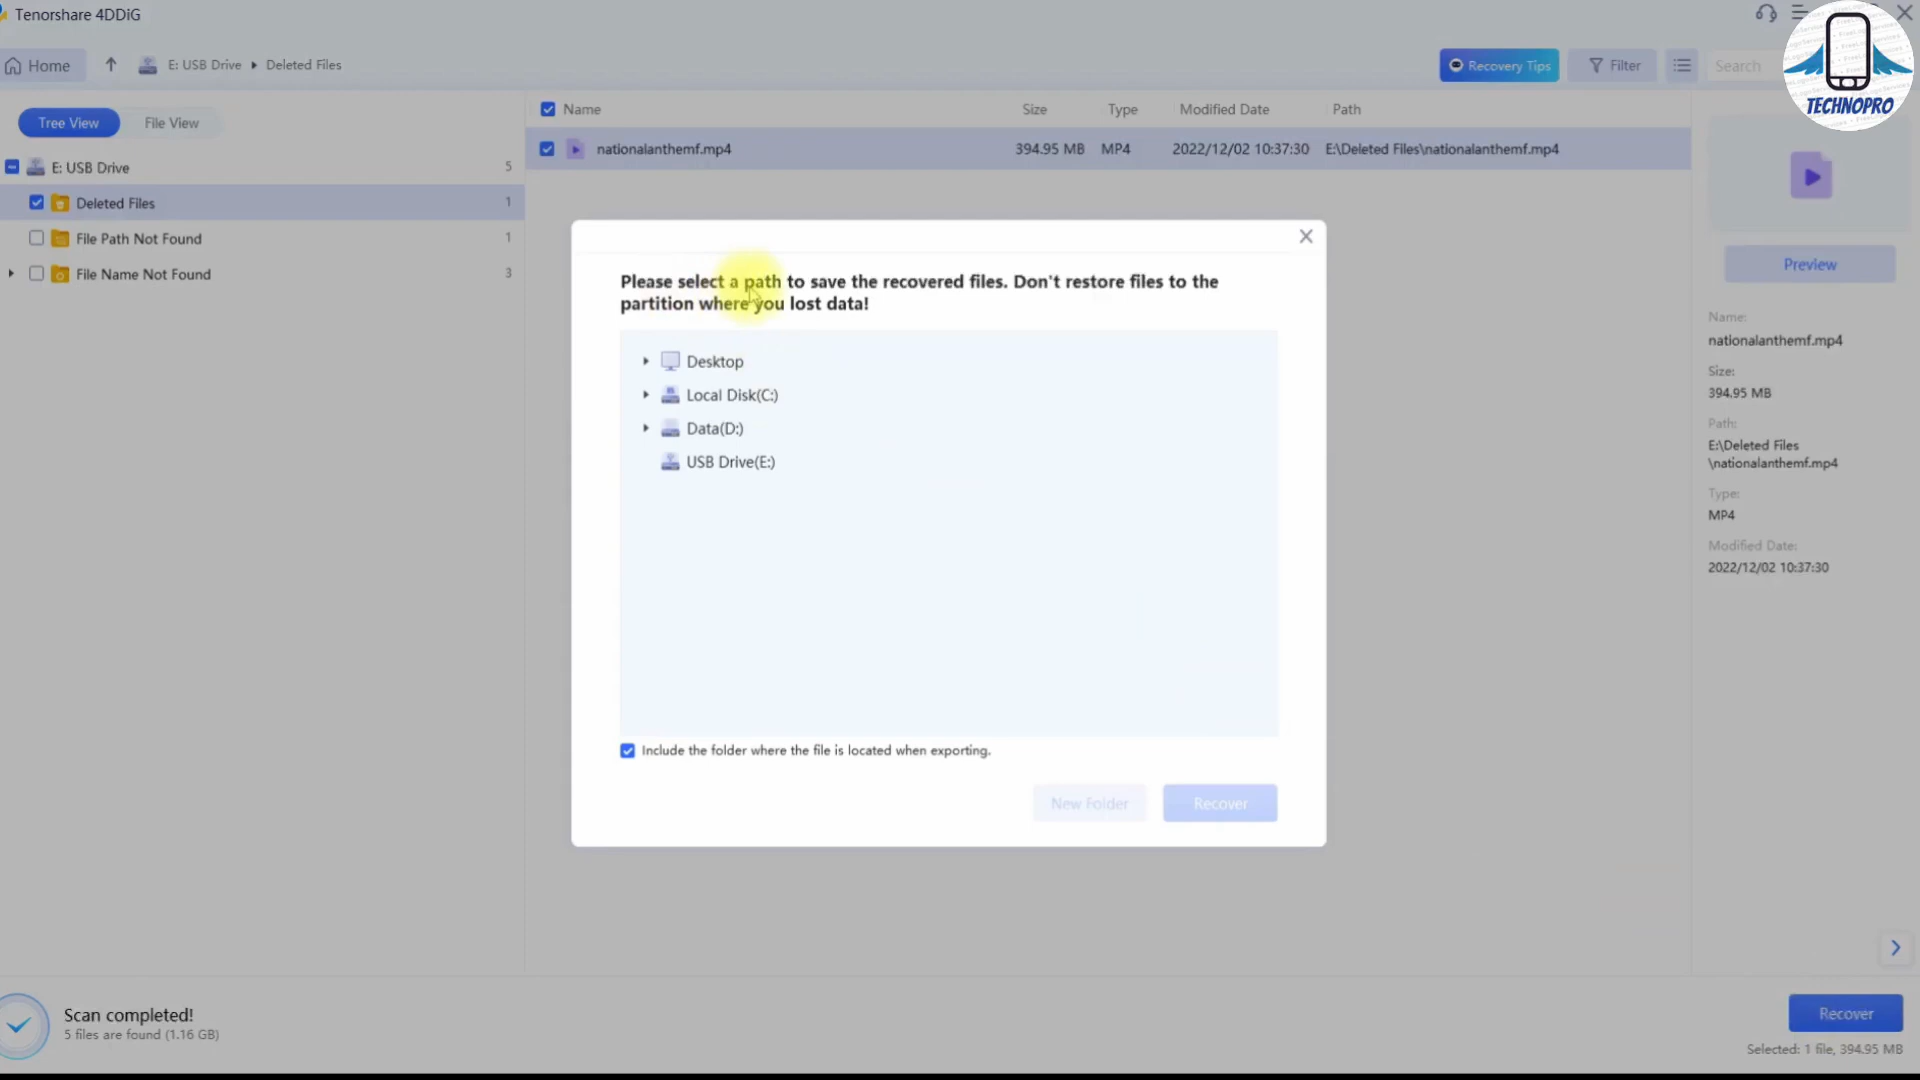 Tenorshare 4DDiG
Home
E: USB Drive
Deleted Files
Recovery Tips
Filter
Search
TECHNOPRO
Tree View
File View
E: USB Drive 5
Deleted Files 1
File Path Not Found 1
File Name Not Found 3
Name Size Type Modified Date Path
nationalanthemf.mp4 394.95 MB MP4 2022/12/02 10:37:30 E:\Deleted Files\nationalanthemf.mp4
Please select a path to save the recovered files. Don't restore files to the
partition where you lost data!
Desktop
Local Disk(C:)
Data(D:)
USB Drive(E:)
Include the folder where the file is located when exporting.
New Folder
Recover
Preview
Name:
nationalanthemf.mp4
Size:
394.95 MB
Path:
E:\Deleted Files
\nationalanthemf.mp4
Type:
MP4
Modified Date:
2022/12/02 10:37:30
Scan completed!
5 files are found (1.16 GB)
Recover
Selected: 1 file, 394.95 MB